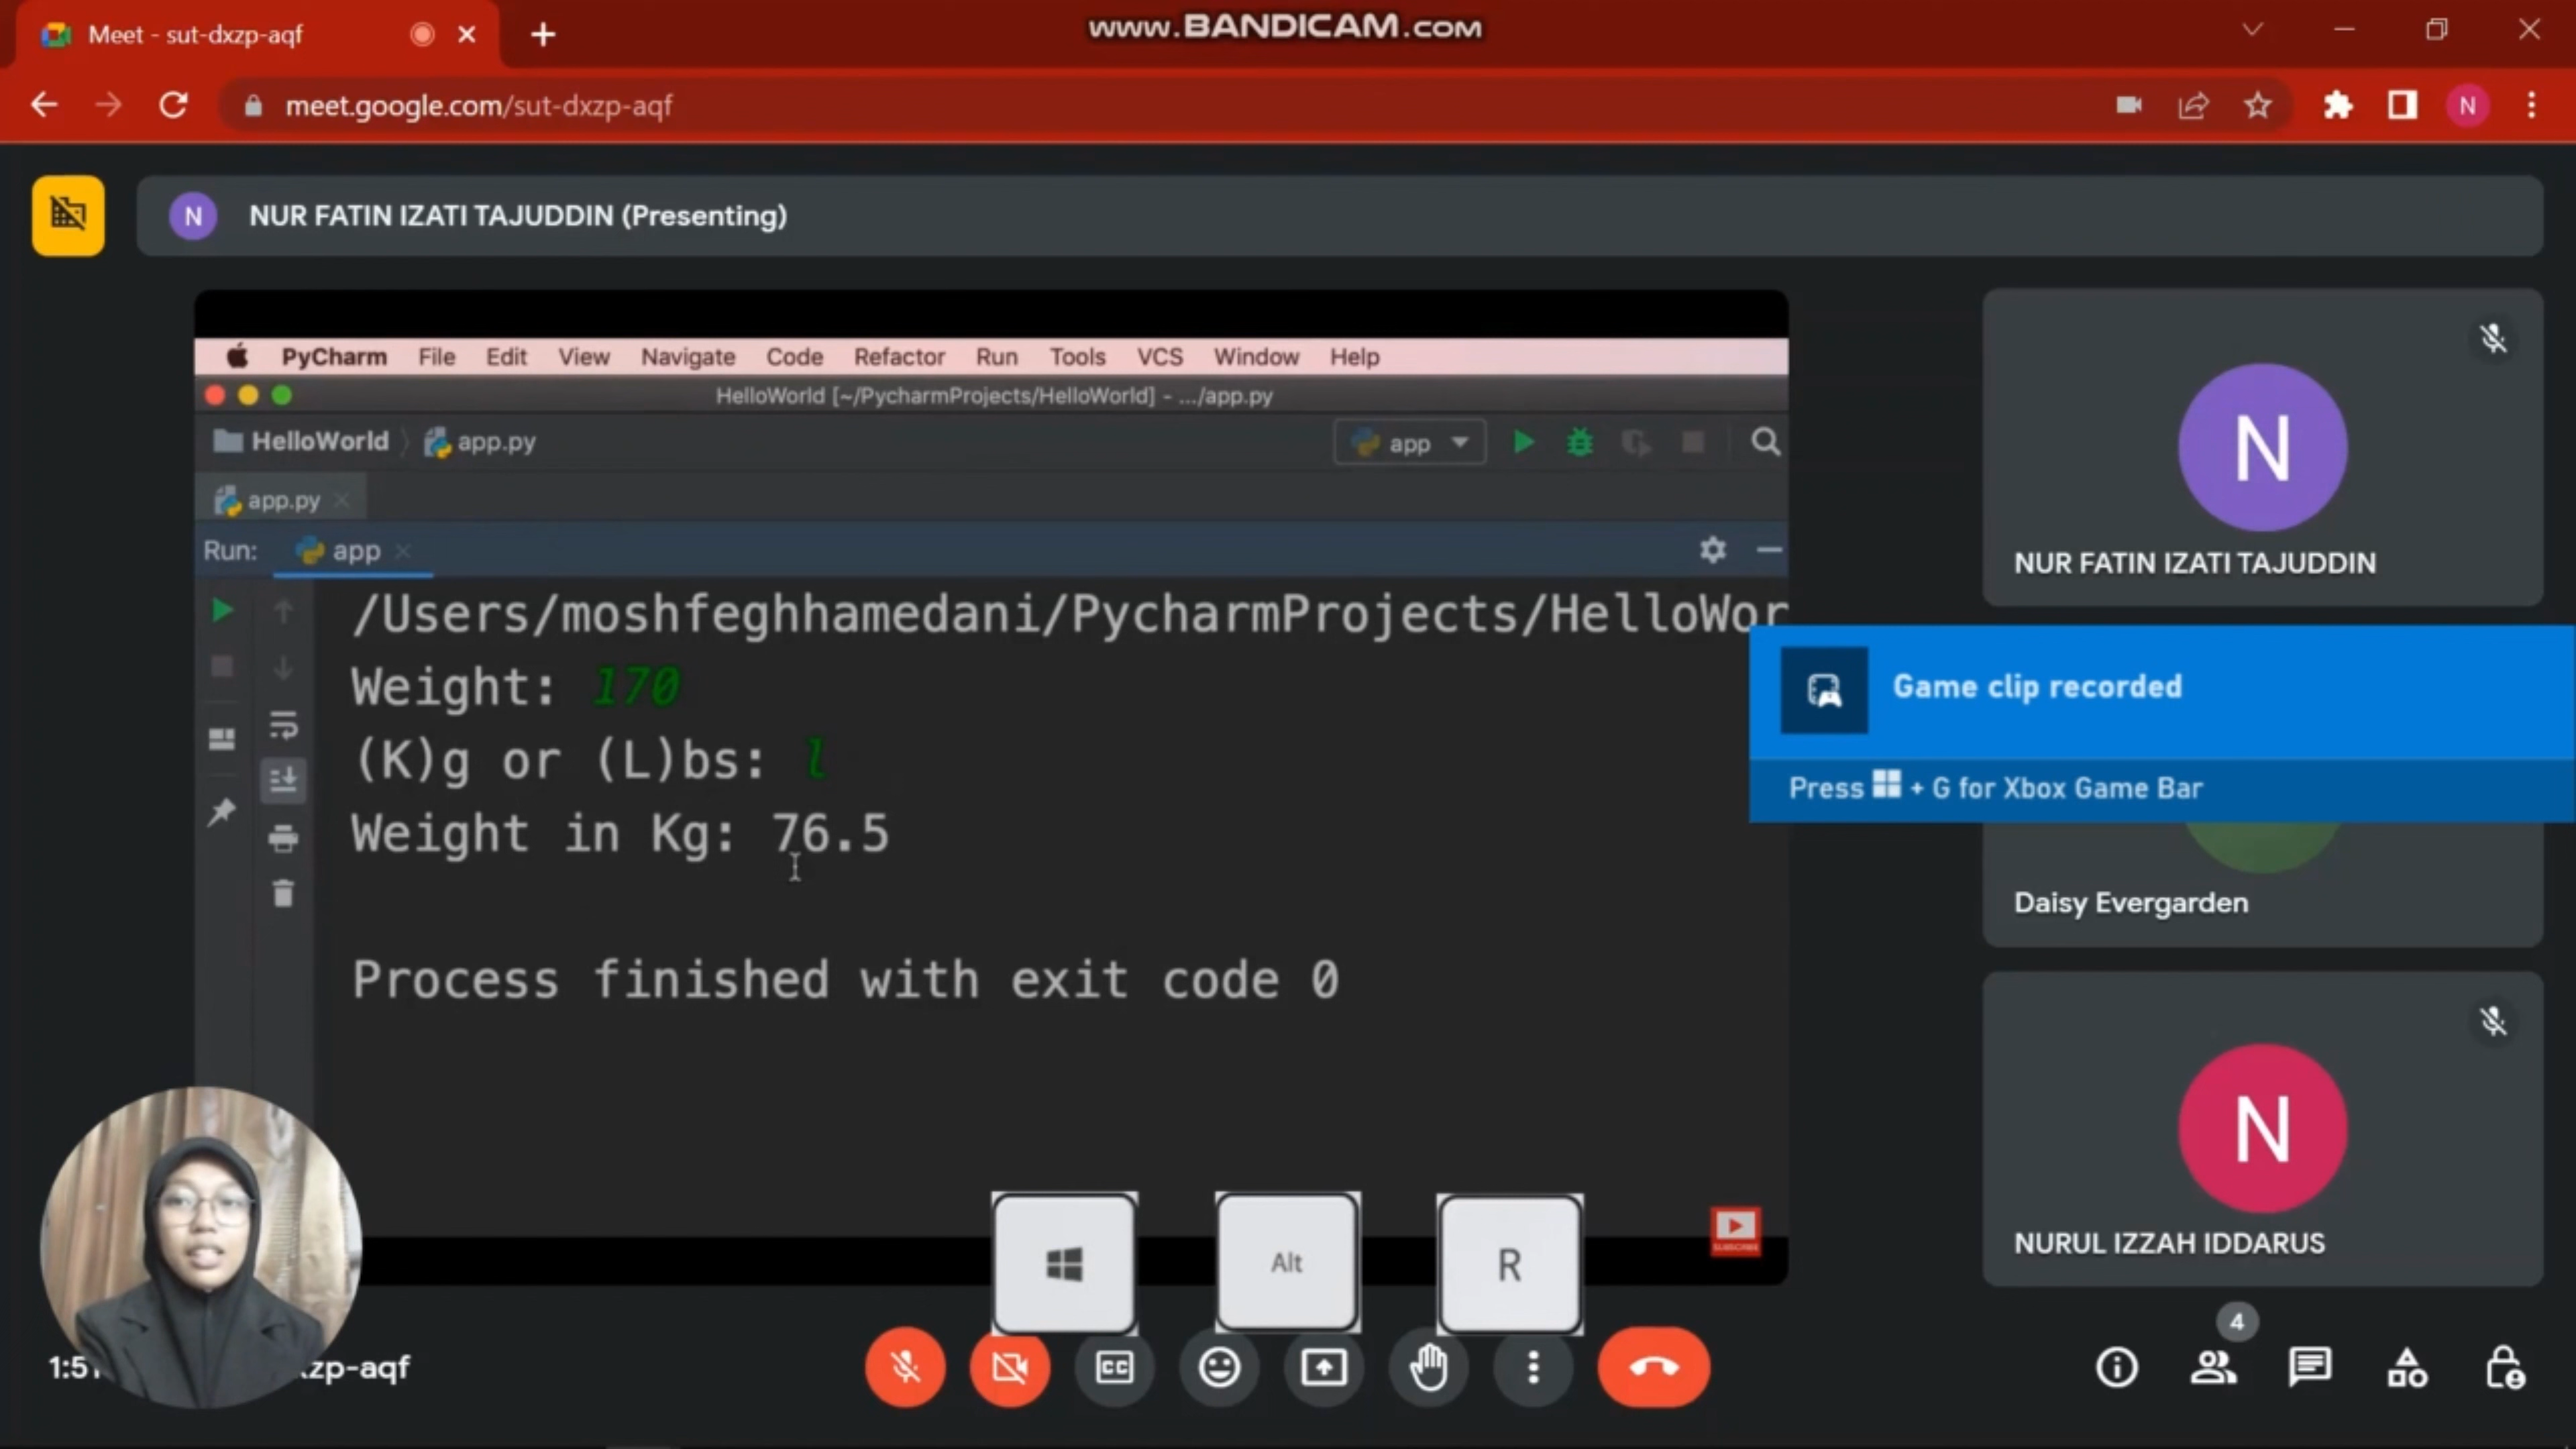 Meet - sut-dxzp-aqf
www.BANDICAM.com
meet.google.com/sut-dxzp-aqf
N
N
NUR FATIN IZATI TAJUDDIN (Presenting)
PyCharm File Edit View Navigate Code Refactor Run Tools VCS Window Help
HelloWorld [~/PycharmProjects/HelloWorld] - .../app.py
HelloWorld app.py
app
app.py
Run: app
/Users/moshfeghhamedani/PycharmProjects/HelloWor
Weight: 170
(K)g or (L)bs: l
Weight in Kg: 76.5
Process finished with exit code 0
N
NUR FATIN IZATI TAJUDDIN
Game clip recorded
Press + G for Xbox Game Bar
Daisy Evergarden
N
NURUL IZZAH IDDARUS
SUBSCRIBE
Alt
R
CC
4
zp-aqf